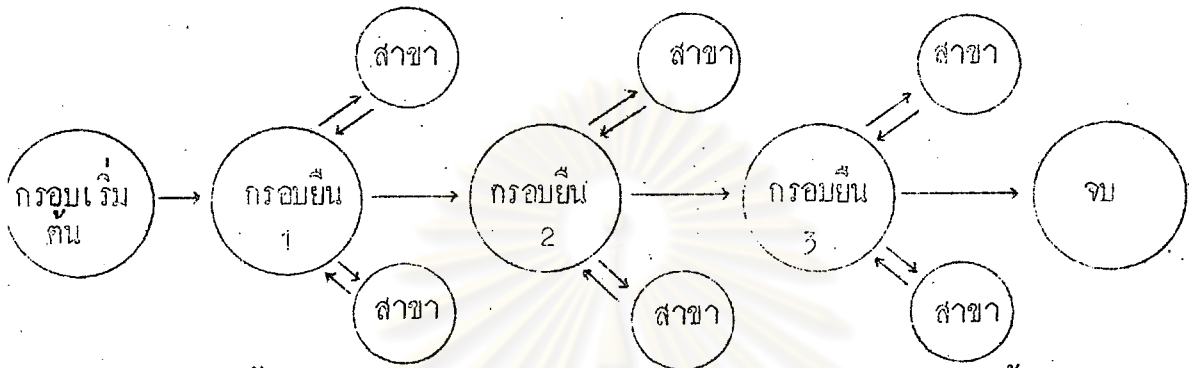 สาขา
สาขา
สาขา
กรอบเริ่ม
ต้น
กรอบยืน
1
กรอบยืน
2
กรอบยืน
3
จบ
สาขา
สาขา
สาขา